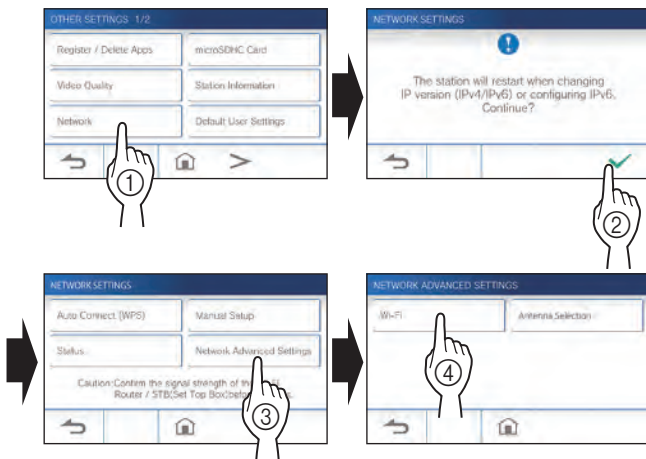 OTHER SETTINGS 1/2
Register / Delete Apps
microSDHC Card
Video Quality
Station Information
Network
Default User Settings
1
NETWORK SETTINGS
The station will restart when changing
IP version (IPv4/IPv6) or configuring IPv6.
Continue?
2
NETWORK SETTINGS
Auto Connect (WPS)
Manual Setup
Status
Network Advanced Settings
Caution:Confirm the signal strength of the
Router / STB(Set Top Box)
3
NETWORK ADVANCED SETTINGS
Wi-Fi
Antenna Selection
4